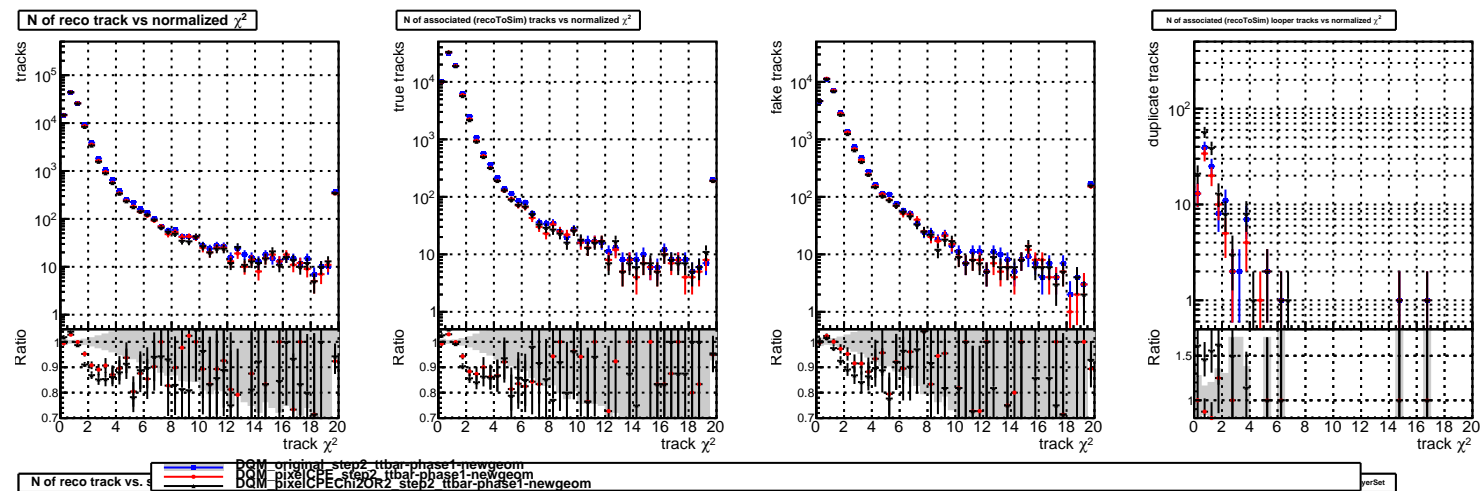 N of reco track vs normalized χ²
N of associated (recoToSim) tracks vs normalized χ²
N of associated (recoToSim) looper tracks vs normalized χ²
tracks
10⁵
10⁴
10³
10²
10
1
Ratio
1
0.9
0.8
0.7
0 2 4 6 8 10 12 14 16 18 20
track χ²
true tracks
10⁴
10³
10²
10
1
Ratio
1
0.9
0.8
0.7
0 2 4 6 8 10 12 14 16 18 20
track χ²
fake tracks
10⁴
10³
10²
10
1
Ratio
1
0.9
0.8
0.7
0 2 4 6 8 10 12 14 16 18 20
track χ²
duplicate tracks
10²
10
1
Ratio
1.5
1
0 2 4 6 8 10 12 14 16 18 20
track χ²
N of reco track vs. s
DQM_original_step2_ttbar-phase1-newgeom
DQM_pixelCPE_step2_ttbar-phase1-newgeom
DQM_pixelCPEChi2OR2_step2_ttbar-phase1-newgeom
yerSet